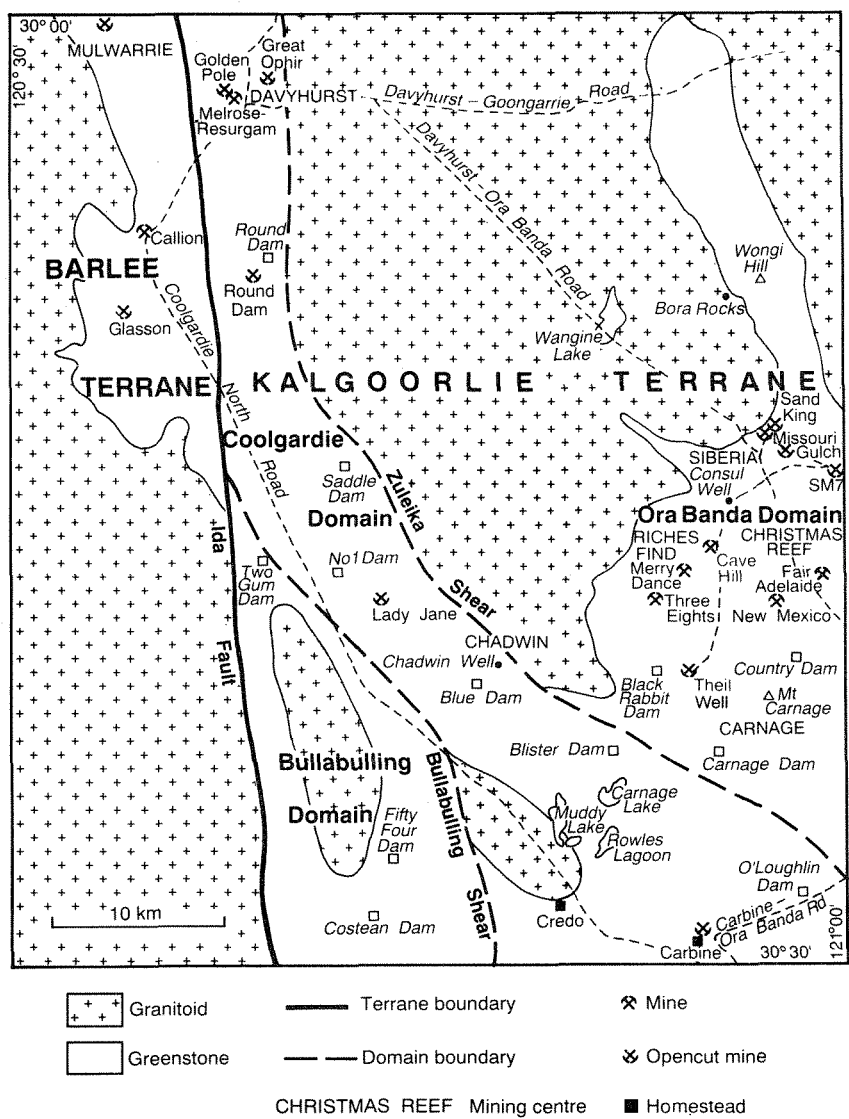 30° 00'
120° 30'
MULWARRIE
Golden
Pole
Great
Ophir
DAVYHURST
Melrose-
Resurgam
Davyhurst – Goongarrie Road
Davyhurst - Ora Banda Road
Callion
Round
Dam
Round
Dam
Wongi
Hill
BARLEE
Glasson
Bora Rocks
Wangine
Lake
TERRANE
KALGOORLIE TERRANE
Coolgardie North Road
Sand
King
Missouri
Gulch
SIBERIA
Consul
Well
SM7
Coolgardie
Saddle
Dam
Domain
Zuleika
Shear
Ora Banda Domain
RICHES
FIND
CHRISTMAS
REEF
Ida
Fault
Two
Gum
Dam
No1 Dam
Merry
Dance
Cave
Hill
Fair
Adelaide
Three
Eights
New Mexico
Lady Jane
CHADWIN
Chadwin Well
Blue Dam
Black
Rabbit
Dam
Theil
Well
Country Dam
Mt
Carnage
CARNAGE
Blister Dam
Carnage Dam
Bullabulling
Domain
Bullabulling
Shear
Fifty
Four
Dam
Muddy
Lake
Carnage
Lake
Rowles
Lagoon
O'Loughlin
Dam
10 km
Costean Dam
Credo
Carbine
Carbine
Ora Banda Rd
30° 30'
121° 00'
Granitoid
Terrane boundary
Mine
Greenstone
Domain boundary
Opencut mine
CHRISTMAS REEF Mining centre
Homestead